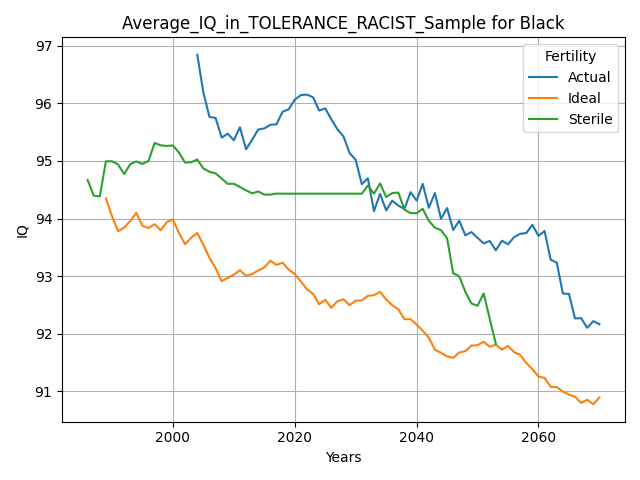 Average_IQ_in_TOLERANCE_RACIST_Sample for Black
97
96
95
94
93
92
91
IQ
2000
2020
2040
2060
Years
Fertility
Actual
Ideal
Sterile